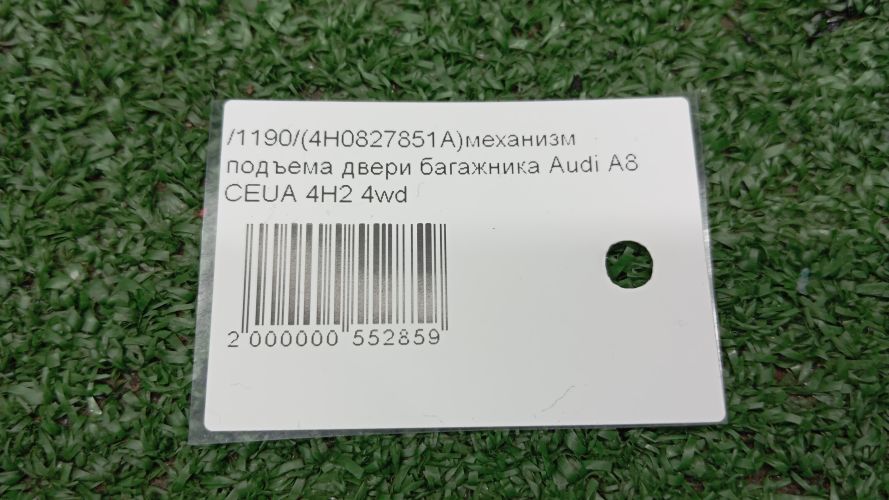 /1190/(4H0827851A)механизм
подъема двери багажника Audi A8
CEUA 4H2 4wd
2 000000 552859